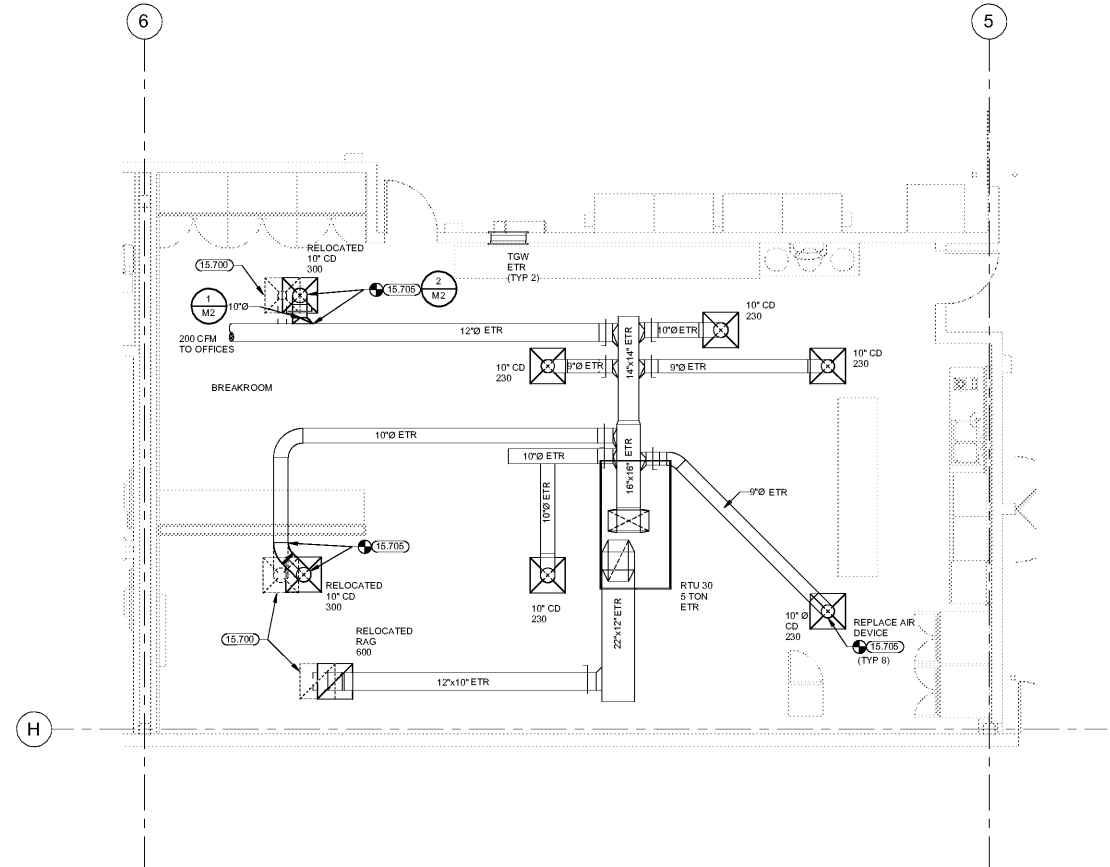 6
5
RELOCATED
10" CD
300
15.700
TGW
ETR
(TYP 2)
15.705
2
M2
1
M2
10"Ø
10" CD
230
12"Ø ETR
14"x14" ETR
10"Ø ETR
200 CFM
TO OFFICES
10" CD
230
9"Ø ETR
9"Ø ETR
10" CD
230
BREAKROOM
10"Ø ETR
10"Ø ETR
16"x16" ETR
10"Ø ETR
9"Ø ETR
15.705
RELOCATED
10" CD
300
10" CD
230
RTU 30
5 TON
ETR
22"x12" ETR
10" Ø
CD
230
REPLACE AIR
DEVICE
15.705
(TYP 8)
15.700
RELOCATED
RAG
600
12"x10" ETR
H